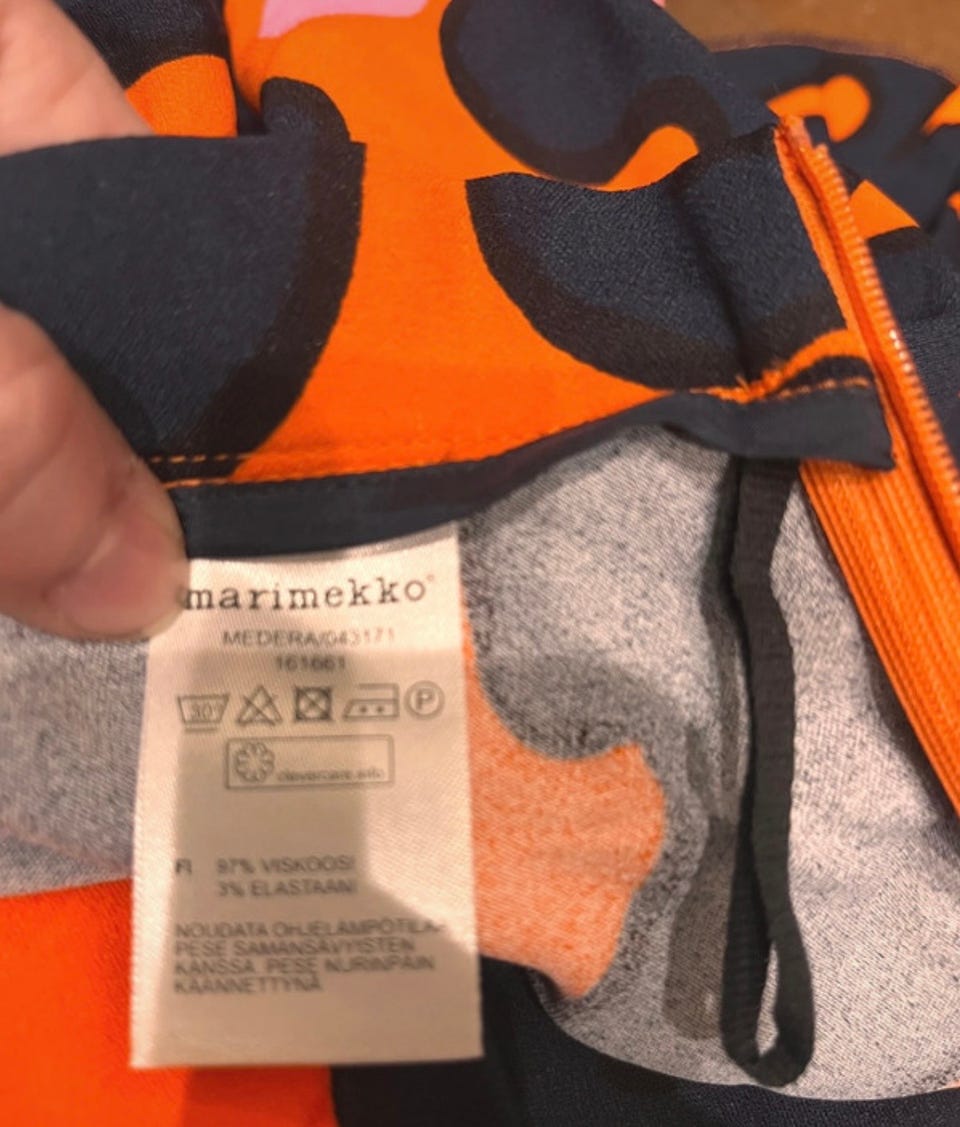 marimekko®
MEDERA/043171
161661
30°
P
clevercare.info
FI 97% VISKOOSI
3% ELASTAANI
NOUDATA OHJELÄMPÖTILAA
PESE SAMANSÄVYISTEN
KANSSA PESE NURINPÄIN
KÄÄNNETTYNÄ